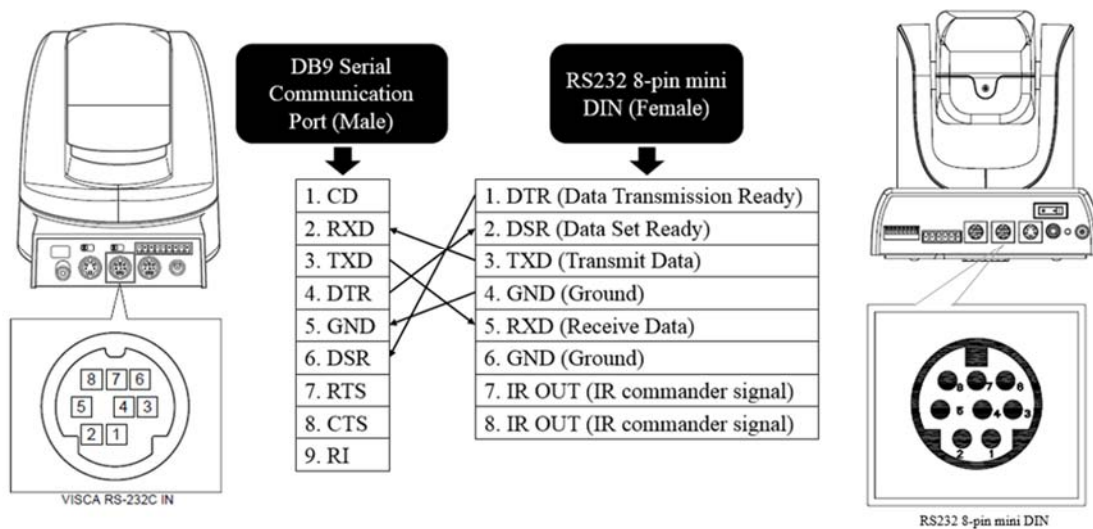 DB9 Serial
Communication
Port (Male)
RS232 8-pin mini
DIN (Female)
1. CD
2. RXD
3. TXD
4. DTR
5. GND
6. DSR
7. RTS
8. CTS
9. RI
1. DTR (Data Transmission Ready)
2. DSR (Data Set Ready)
3. TXD (Transmit Data)
4. GND (Ground)
5. RXD (Receive Data)
6. GND (Ground)
7. IR OUT (IR commander signal)
8. IR OUT (IR commander signal)
8 7 6
5 4 3
2 1
VISCA RS-232C IN
8 7 6
5 4 3
2 1
RS232 8-pin mini DIN